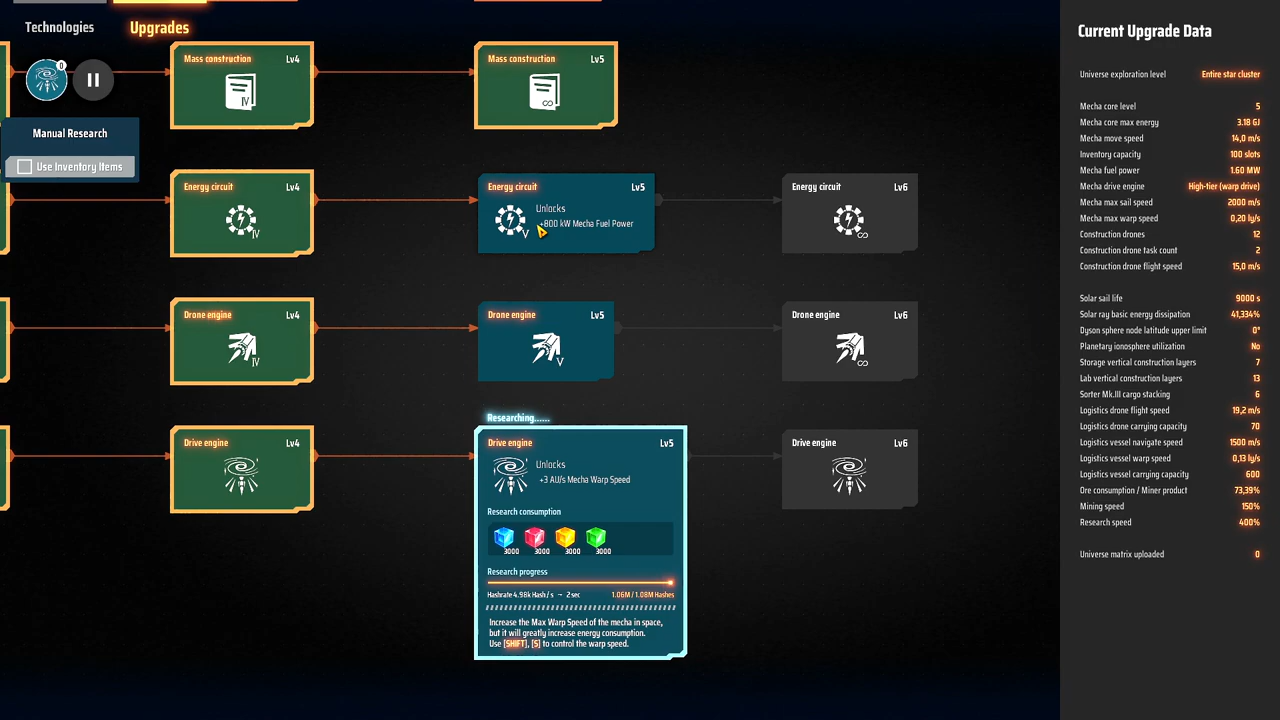 Technologies
Upgrades
0
Manual Research
Use Inventory Items
Mass construction Lv4
IV
Mass construction Lv5
∞
Energy circuit Lv4
IV
Energy circuit Lv5
Unlocks
+800 kW Mecha Fuel Power
V
Energy circuit Lv6
∞
Drone engine Lv4
IV
Drone engine Lv5
V
Drone engine Lv6
∞
Drive engine Lv4
Researching......
Drive engine Lv5
Unlocks
+3 AU/s Mecha Warp Speed
Research consumption
3000 3000 3000 3000
Research progress
Hashrate 4.98k Hash / s ~ 2 sec 1.06M / 1.08M Hashes
Increase the Max Warp Speed of the mecha in space,
but it will greatly increase energy consumption.
Use [SHIFT], [S] to control the warp speed.
Drive engine Lv6
Current Upgrade Data
Universe exploration level Entire star cluster
Mecha core level 5
Mecha core max energy 3.18 GJ
Mecha move speed 14,0 m/s
Inventory capacity 100 slots
Mecha fuel power 1.60 MW
Mecha drive engine High-tier (warp drive)
Mecha max sail speed 2000 m/s
Mecha max warp speed 0,20 ly/s
Construction drones 12
Construction drone task count 2
Construction drone flight speed 15,0 m/s
Solar sail life 9000 s
Solar ray basic energy dissipation 41,334%
Dyson sphere node latitude upper limit 0°
Planetary ionosphere utilization No
Storage vertical construction layers 7
Lab vertical construction layers 13
Sorter Mk.III cargo stacking 6
Logistics drone flight speed 19,2 m/s
Logistics drone carrying capacity 70
Logistics vessel navigate speed 1500 m/s
Logistics vessel warp speed 0,13 ly/s
Logistics vessel carrying capacity 600
Ore consumption / Miner product 73,39%
Mining speed 150%
Research speed 400%
Universe matrix uploaded 0